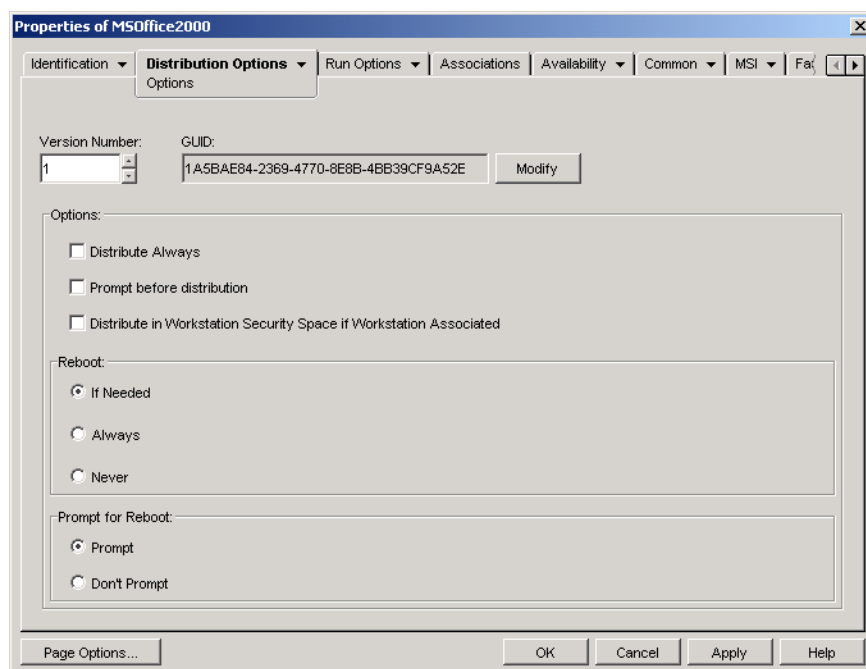 Properties of MSOffice2000
Identification Distribution Options Run Options Associations Availability Common MSI
Options
Version Number: GUID:
1 1A5BAE84-2369-4770-8E8B-4BB39CF9A52E Modify
Options:
Distribute Always
Prompt before distribution
Distribute in Workstation Security Space if Workstation Associated
Reboot:
If Needed
Always
Never
Prompt for Reboot:
Prompt
Don't Prompt
Page Options... OK Cancel Apply Help